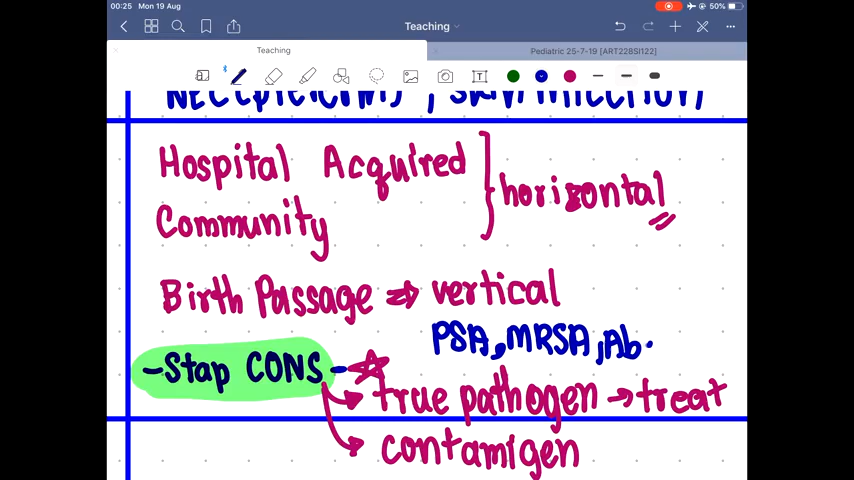 00:25 Mon 19 Aug
50%
Teaching
Teaching
Pediatric 25-7-19 [ART228SI122]
T
Hospital Acquired
Community
horizontal
Birth Passage ⇒ vertical
PSA, MRSA, Ab.
-Stap CONS-☆
→ true pathogen → treat
→ contamigen